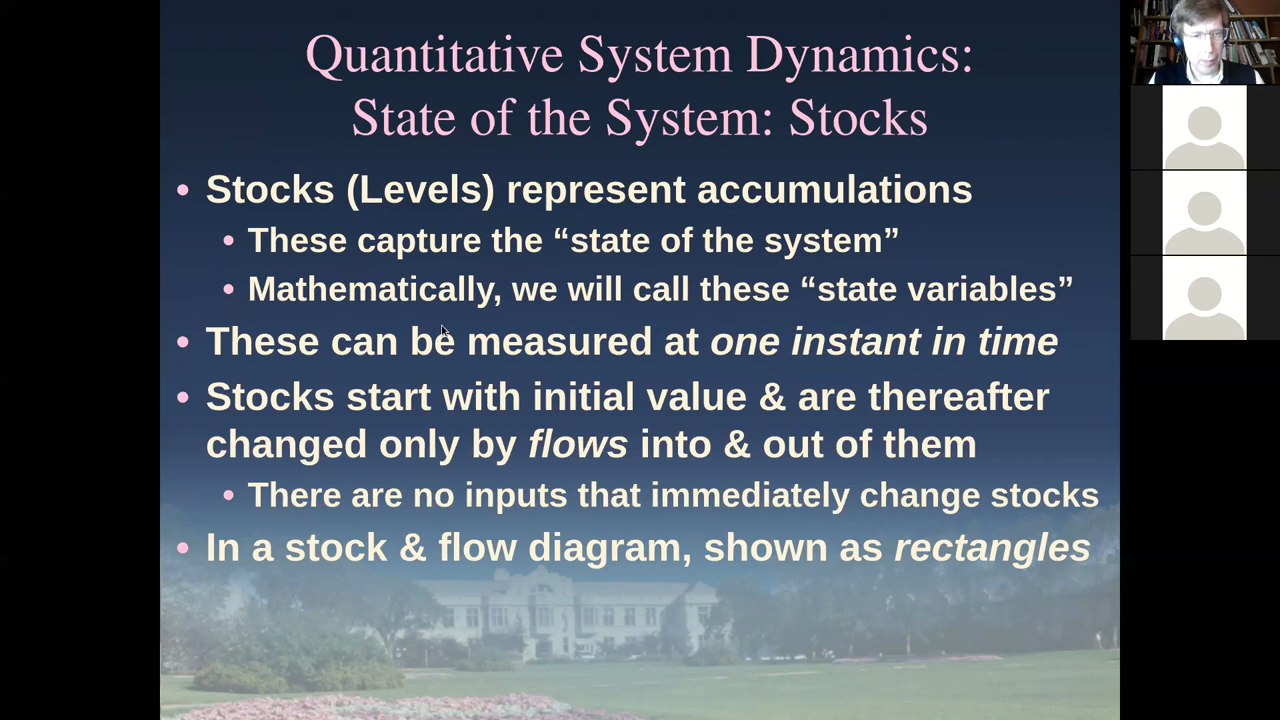 Quantitative System Dynamics:
State of the System: Stocks
• Stocks (Levels) represent accumulations
• These capture the “state of the system”
• Mathematically, we will call these “state variables”
• These can be measured at one instant in time
• Stocks start with initial value & are thereafter
changed only by flows into & out of them
• There are no inputs that immediately change stocks
• In a stock & flow diagram, shown as rectangles